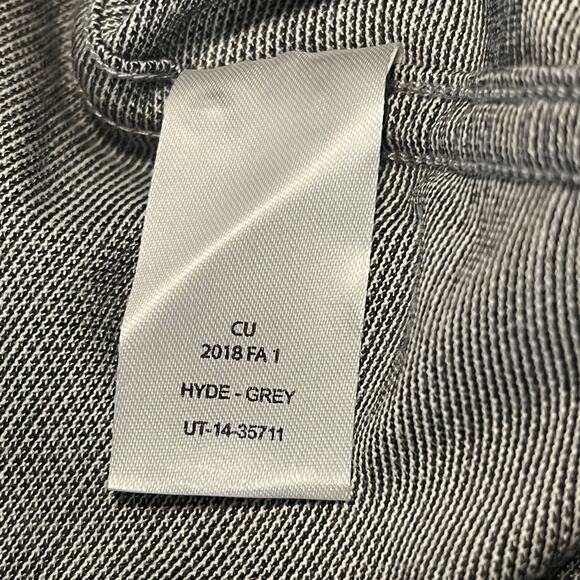 CU
2018 FA 1
HYDE - GREY
UT-14-35711